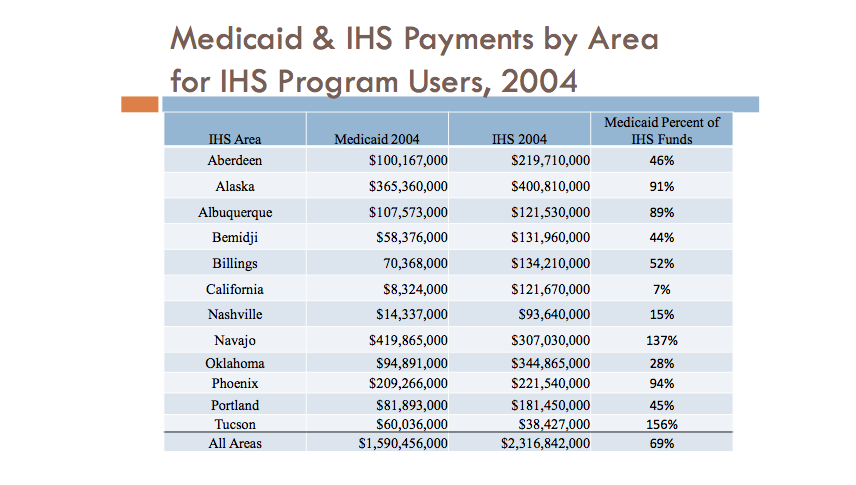 Medicaid & IHS Payments by Area
for IHS Program Users, 2004
IHS Area Medicaid 2004 IHS 2004 Medicaid Percent of IHS Funds
Aberdeen $100,167,000 $219,710,000 46%
Alaska $365,360,000 $400,810,000 91%
Albuquerque $107,573,000 $121,530,000 89%
Bemidji $58,376,000 $131,960,000 44%
Billings 70,368,000 $134,210,000 52%
California $8,324,000 $121,670,000 7%
Nashville $14,337,000 $93,640,000 15%
Navajo $419,865,000 $307,030,000 137%
Oklahoma $94,891,000 $344,865,000 28%
Phoenix $209,266,000 $221,540,000 94%
Portland $81,893,000 $181,450,000 45%
Tucson $60,036,000 $38,427,000 156%
All Areas $1,590,456,000 $2,316,842,000 69%